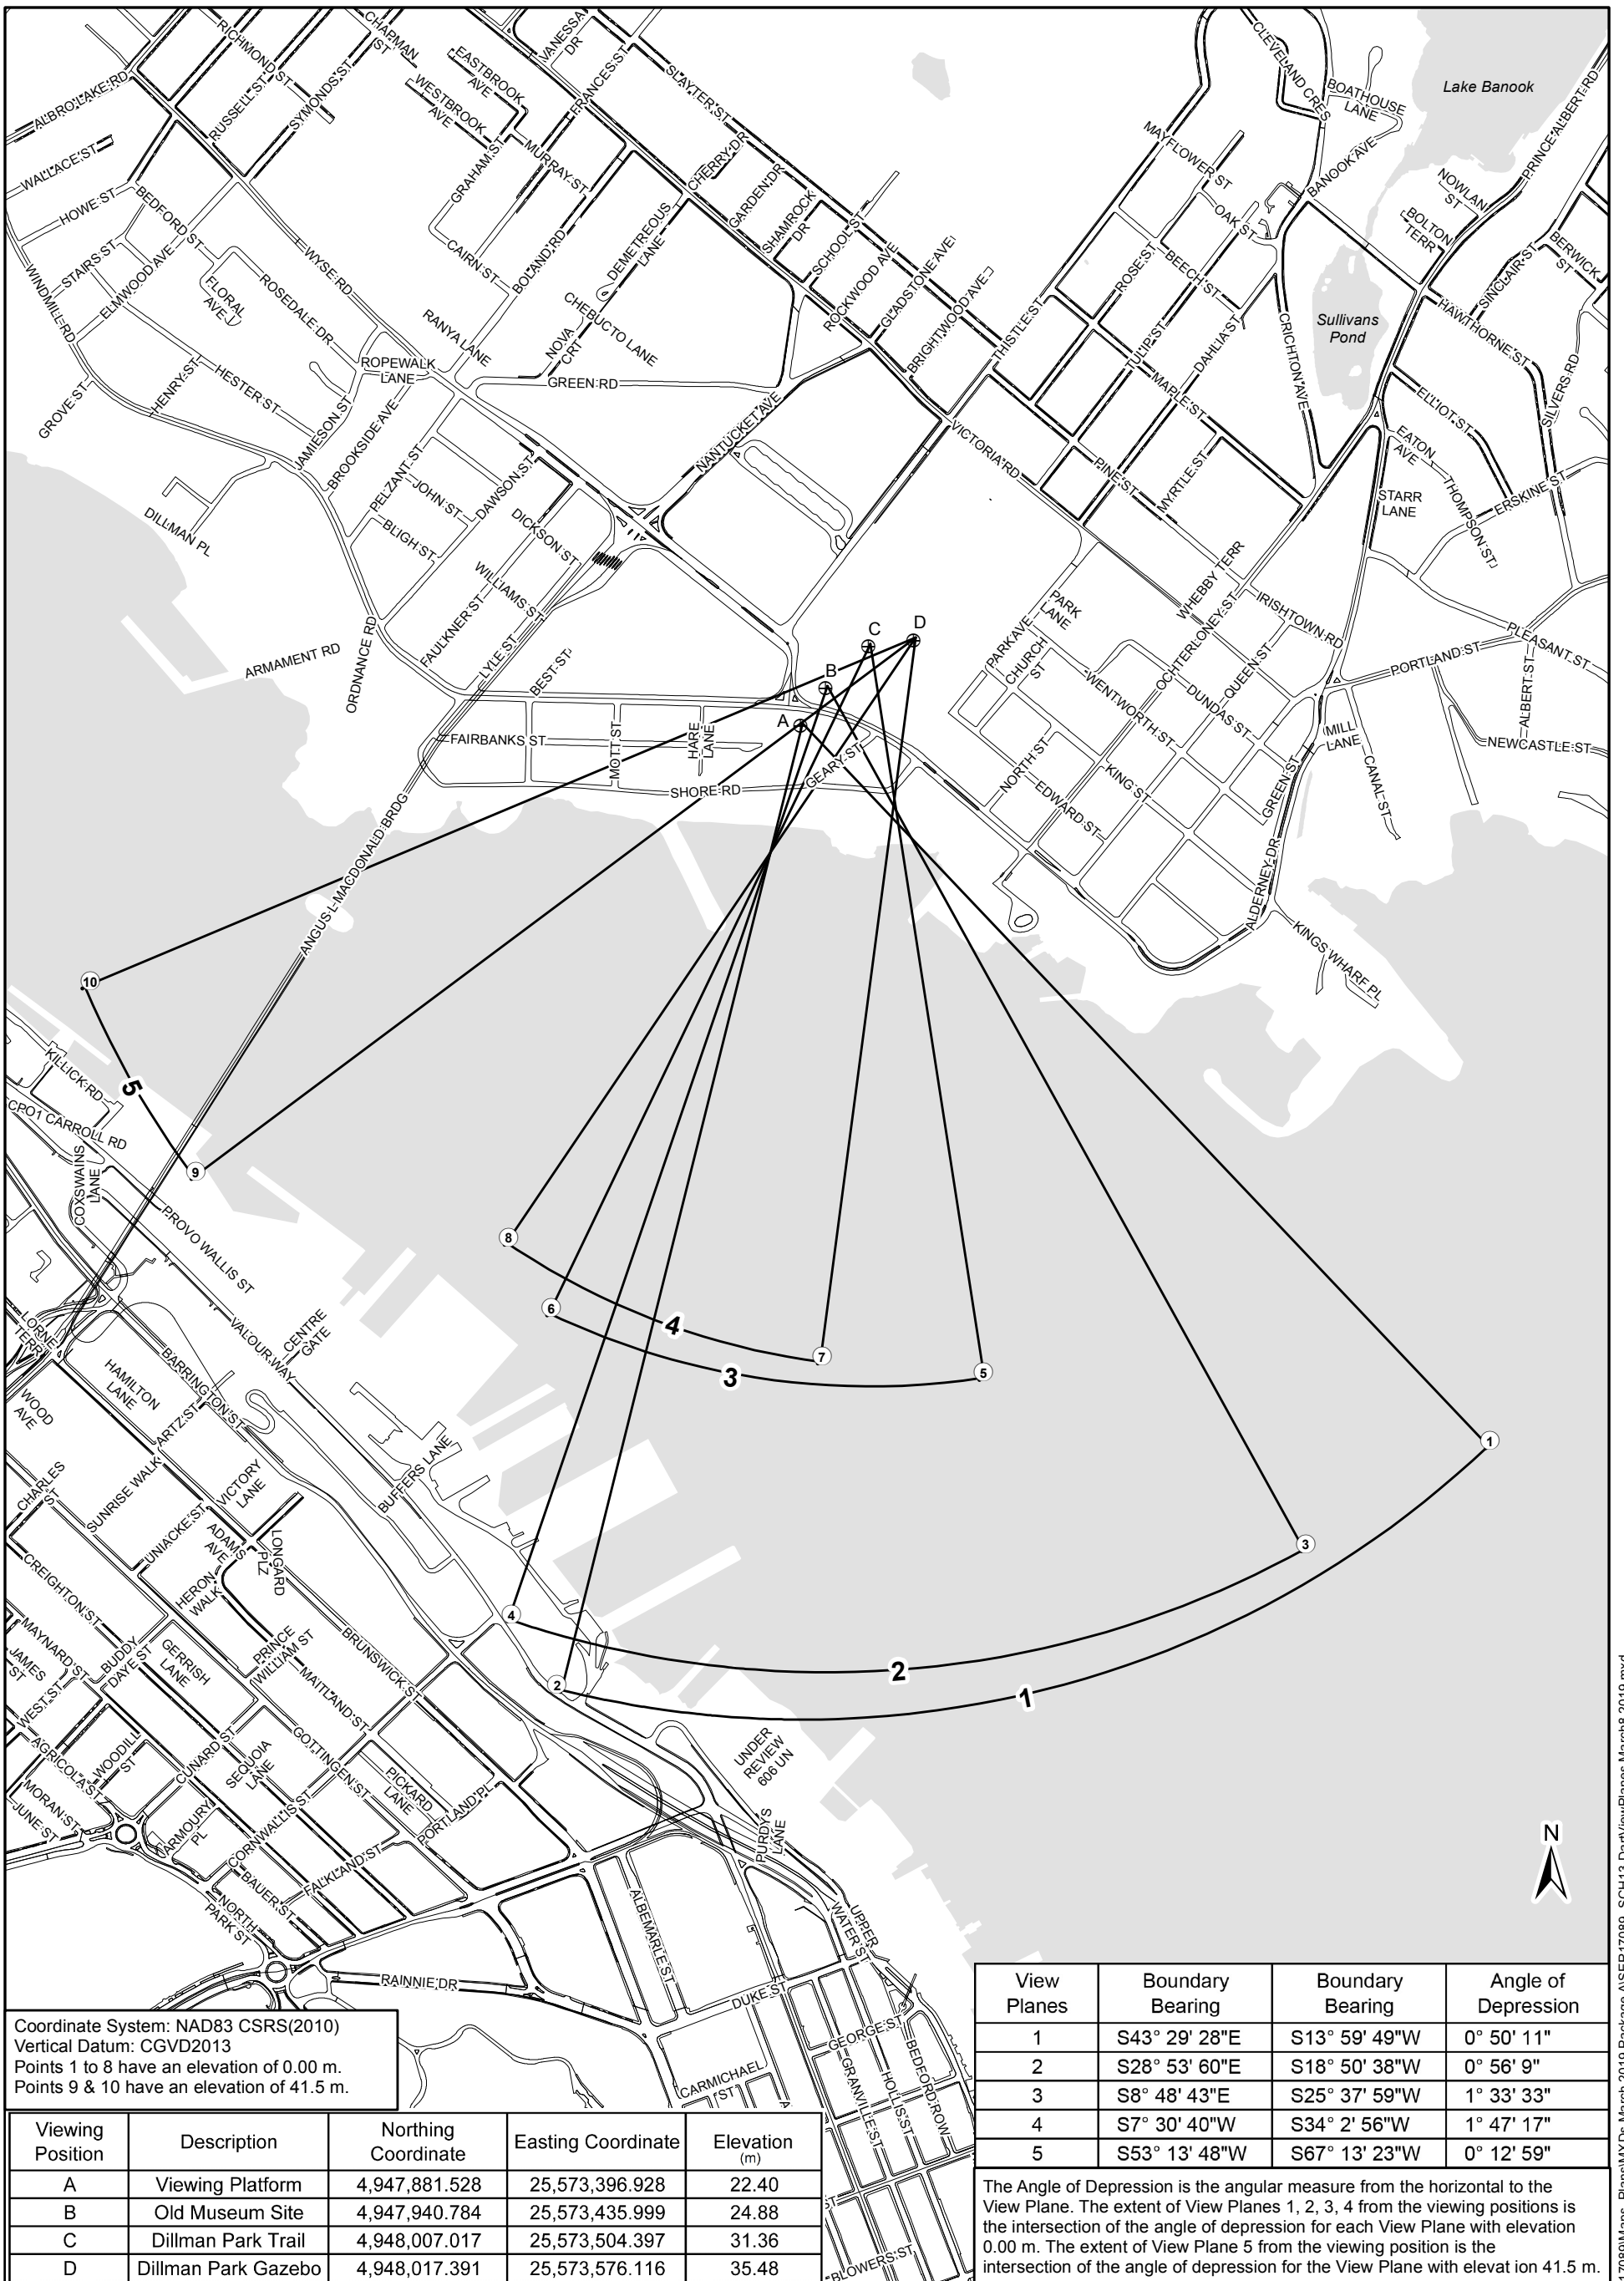 CHAPMAN
ST
VANESSA
DR
RICHMOND ST
EASTBROOK
AVE
FRANCES ST
SLAYTER ST
CLEVELAND CRES
BOATHOUSE
LANE
Lake Banook
PRINCE ALBERT RD
ALBRO LAKE RD
RUSSELL ST
SYMONDS ST
WESTBROOK
AVE
MURRAY ST
CHERRY DR
MAYFLOWER ST
BANOOK AVE
WALLACE ST
HOWE ST
BEDFORD ST
GRAHAM ST
DEMETREOUS
LANE
GARDEN DR
SHAMROCK
DR
SCHOOL ST
OAK ST
NOWLAN
ST
BOLTON
TERR
SINCLAIR ST
BERWICK
ST
STAIRS ST
ELMWOOD AVE
FLORAL
AVE
WYSE RD
CAIRN ST
BOLAND RD
ROCKWOOD AVE
GLADSTONE AVE
BRIGHTWOOD AVE
THISTLE ST
ROSE ST
BEECH ST
WINDMILL RD
ROSEDALE DR
RANYA LANE
NOVA
CRT
CHEBUCTO LANE
TULIP ST
DAHLIA ST
CRICHTON AVE
Sullivans
Pond
HAWTHORNE ST
ROPEWALK
LANE
GREEN RD
MAPLE ST
SILVERS RD
GROVE ST
HENRY ST
HESTER ST
JAMIESON ST
BROOKSIDE AVE
NANTUCKET AVE
VICTORIA RD
ELLIOT ST
EATON
AVE
PELZANT ST
JOHN ST
DAWSON ST
PINE ST
MYRTLE ST
STARR
LANE
THOMPSON ST
ERSKINE ST
DILLMAN PL
BLIGH ST
DICKSON ST
WILLIAMS ST
WHEBBY TERR
IRISHTOWN RD
ARMAMENT RD
ORDNANCE RD
FAULKNER ST
LYLE ST
BEST ST
C
D
B
A
PARK
LANE
PARK AVE
CHURCH
ST
OCHTERLONEY ST
QUEEN ST
PLEASANT ST
PORTLAND ST
WENTWORTH ST
DUNDAS ST
ALBERT ST
FAIRBANKS ST
MOTT ST
HARE
LANE
GEARY ST
SHORE RD
NORTH ST
KING ST
EDWARD ST
GREEN ST
MILL
LANE
CANAL ST
NEWCASTLE ST
ANGUS L MACDONALD BRDG
ALDERNEY DR
KINGS WHARF PL
10
5
9
KILLICK RD
CPO1 CARROLL RD
COXSWAINS
LANE
PROVO WALLIS ST
8
6
4
7
3
5
LORNE
TERR
VALOUR WAY
CENTRE
GATE
BARRINGTON ST
HAMILTON
LANE
WOOD
AVE
ARTZ ST
1
BUFFERS LANE
CHARLES
ST
SUNRISE WALK
VICTORY
LANE
UNIACKE ST
ADAMS
AVE
LONGARD
PLZ
3
CREIGHTON ST
HERON
WALK
4
MAYNARD ST
JAMES
ST
BUDDY
DAYE ST
GERRISH
LANE
PRINCE
WILLIAM ST
BRUNSWICK ST
2
2
1
WEST ST
MAITLAND ST
AGRICOLA ST
WOODILL
ST
CUNARD ST
SEQUOIA
LANE
GOTTINGEN ST
PICKARD
LANE
UNDER
REVIEW
606 UN
MORAN ST
JUNE ST
ARMOURY
PL
CORNWALLIS ST
PORTLAND PL
PURDY'S
LANE
N
BAUER ST
FALKLAND ST
NORTH
PARK ST
ALBEMARLE ST
UPPER
WATER ST
RAINNIE DR
DUKE ST
GEORGE ST
BEDFORD ROW
CARMICHAEL
ST
GRANVILLE ST
HOLLIS ST
BLOWERS ST
Coordinate System: NAD83 CSRS(2010)
Vertical Datum: CGVD2013
Points 1 to 8 have an elevation of 0.00 m.
Points 9 & 10 have an elevation of 41.5 m.
Viewing Position Description Northing Coordinate Easting Coordinate Elevation (m)
A Viewing Platform 4,947,881.528 25,573,396.928 22.40
B Old Museum Site 4,947,940.784 25,573,435.999 24.88
C Dillman Park Trail 4,948,007.017 25,573,504.397 31.36
D Dillman Park Gazebo 4,948,017.391 25,573,576.116 35.48
View Planes Boundary Bearing Boundary Bearing Angle of Depression
1 S43° 29' 28"E S13° 59' 49"W 0° 50' 11"
2 S28° 53' 60"E S18° 50' 38"W 0° 56' 9"
3 S8° 48' 43"E S25° 37' 59"W 1° 33' 33"
4 S7° 30' 40"W S34° 2' 56"W 1° 47' 17"
5 S53° 13' 48"W S67° 13' 23"W 0° 12' 59"
The Angle of Depression is the angular measure from the horizontal to the
View Plane. The extent of View Planes 1, 2, 3, 4 from the viewing positions is
the intersection of the angle of depression for each View Plane with elevation
0.00 m. The extent of View Plane 5 from the viewing position is the
intersection of the angle of depression for the View Plane with elevat ion 41.5 m.